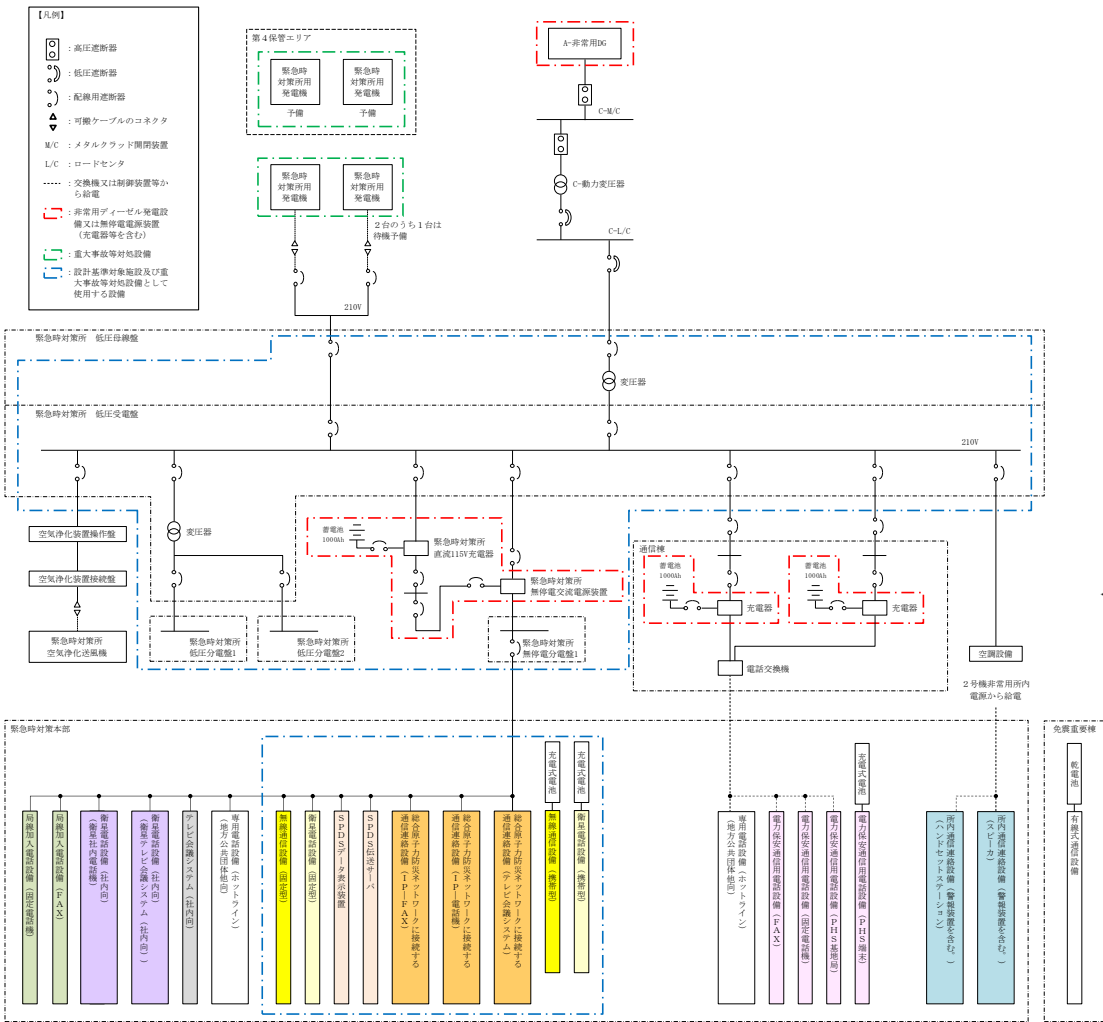 【凡例】
：高圧遮断器
：低圧遮断器
：配線用遮断器
：可搬ケーブルのコネクタ
M/C ：メタルクラッド開閉装置
L/C ：ロードセンタ
：交換機又は制御装置等か
ら給電
：非常用ディーゼル発電設
備又は無停電電源装置
（充電器等を含む）
：重大事故等対処設備
：設計基準対象施設及び重
大事故等対処設備として
使用する設備
第４保管エリア
緊急時
対策所用
発電機
緊急時
対策所用
発電機
予備
予備
緊急時
対策所用
発電機
緊急時
対策所用
発電機
２台のうち１台は
待機予備
210V
A-非常用DG
C-M/C
C-動力変圧器
C-L/C
緊急時対策所　低圧母線盤
変圧器
緊急時対策所　低圧受電盤
210V
空気浄化装置操作盤
空気浄化装置接続盤
緊急時対策所
空気浄化送風機
変圧器
緊急時対策所
低圧分電盤1
緊急時対策所
低圧分電盤2
蓄電池
1000Ah
緊急時対策所
直流115V充電器
緊急時対策所
無停電交流電源装置
緊急時対策所
無停電分電盤1
通信棟
蓄電池
1000Ah
充電器
蓄電池
1000Ah
充電器
電話交換機
空調設備
２号機非常用所内
電源から給電
緊急時対策本部
局線加入電話設備（固定電話機）
局線加入電話設備（FAX）
衛星電話設備（社内向）
（衛星社内電話機）
衛星電話設備（社内向）
（衛星テレビ会議システム（社内向））
テレビ会議システム（社内向）
専用電話設備（ホットライン）
（地方公共団体他向）
無線通信設備（固定型）
衛星電話設備（固定型）
SPDSデータ表示装置
SPDS伝送サーバ
総合原子力防災ネットワークに接続する
通信連絡設備（IP－FAX）
総合原子力防災ネットワークに接続する
通信連絡設備（IP－電話機）
総合原子力防災ネットワークに接続する
通信連絡設備（テレビ会議システム）
充電式電池
無線通信設備（携帯型）
充電式電池
衛星電話設備（携帯型）
専用電話設備（ホットライン）
（地方公共団体他向）
電力保安通信用電話設備（FAX）
電力保安通信用電話設備（固定電話機）
電力保安通信用電話設備（PHS基地局）
充電式電池
電力保安通信用電話設備（PHS端末）
所内通信連絡設備（警報装置を含む。）
（ハンドセットステーション）
所内通信連絡設備（警報装置を含む。）
（スピーカ）
免震重要棟
乾電池
有線式通信設備